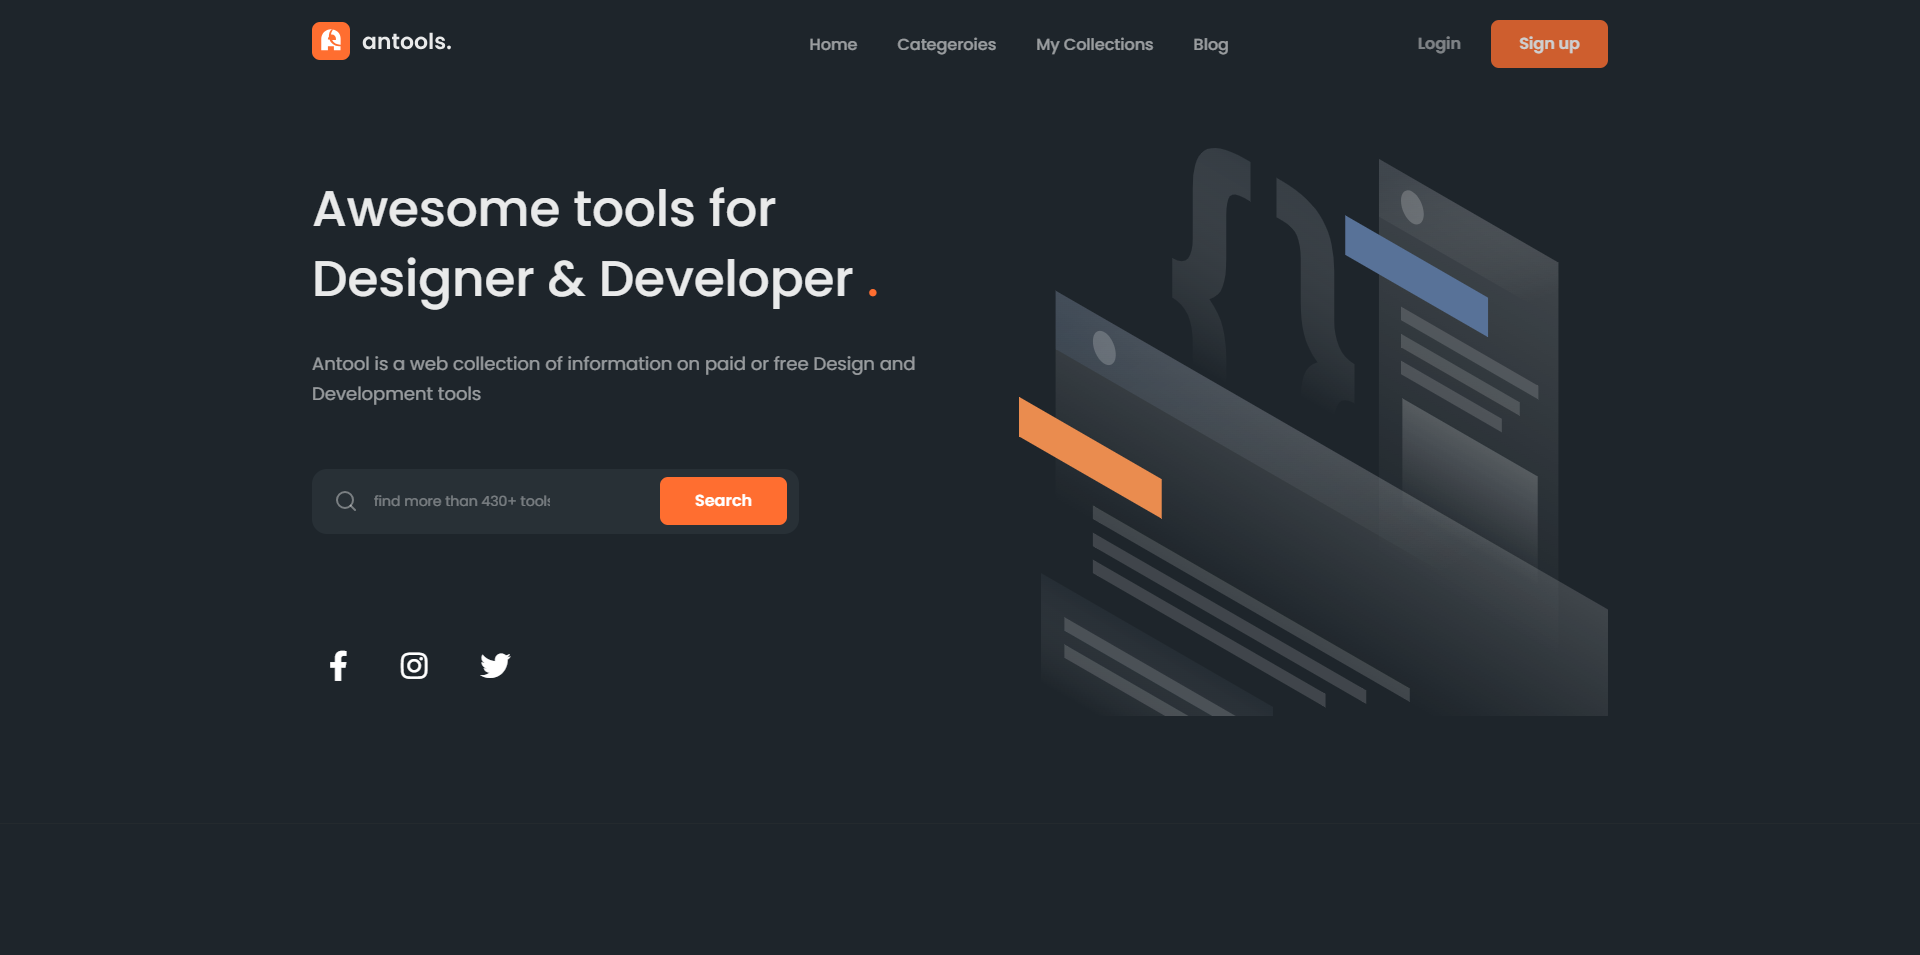 antools.
Home Categeroies My Collections Blog
Login Sign up
Awesome tools for
Designer & Developer .
Antool is a web collection of information on paid or free Design and
Development tools
find more than 430+ tools
Search